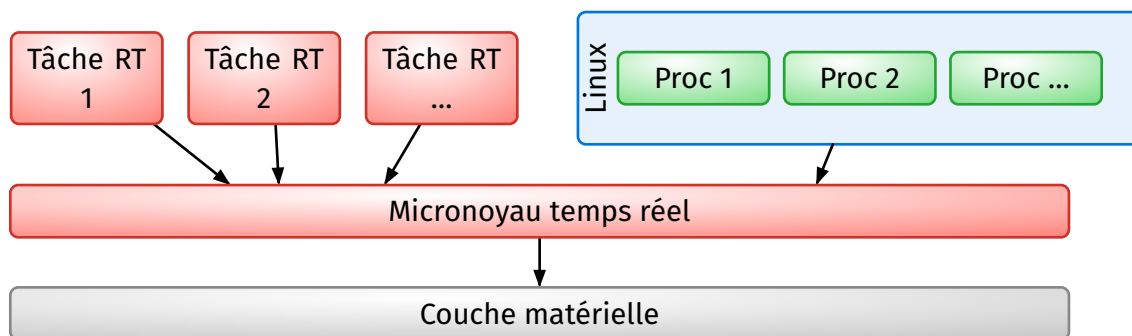 Tâche RT
1
Tâche RT
2
Tâche RT
...
Linux
Proc 1
Proc 2
Proc ...
Micronoyau temps réel
Couche matérielle